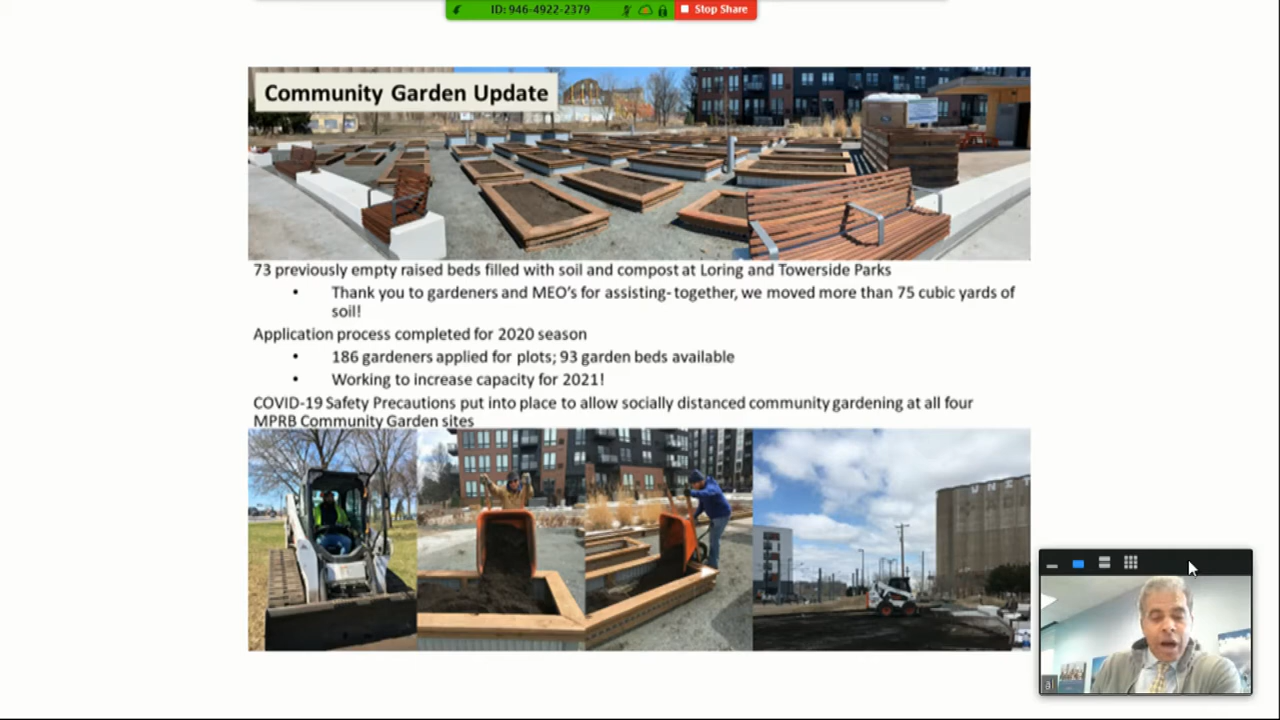 ID: 946-4922-2379
Stop Share
Community Garden Update
73 previously empty raised beds filled with soil and compost at Loring and Towerside Parks
• Thank you to gardeners and MEO's for assisting- together, we moved more than 75 cubic yards of
soil!
Application process completed for 2020 season
• 186 gardeners applied for plots; 93 garden beds available
• Working to increase capacity for 2021!
COVID-19 Safety Precautions put into place to allow socially distanced community gardening at all four
MPRB Community Garden sites
al